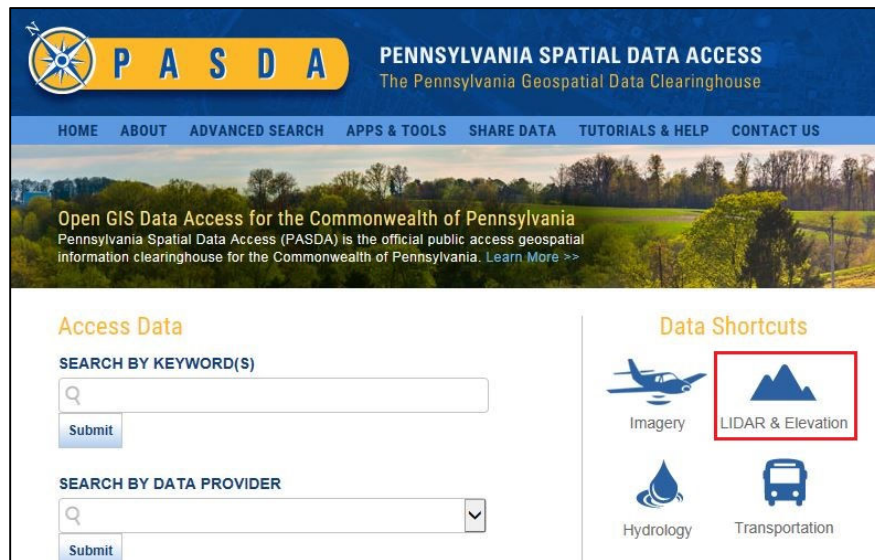 N
PASDA
PENNSYLVANIA SPATIAL DATA ACCESS
The Pennsylvania Geospatial Data Clearinghouse
HOME ABOUT ADVANCED SEARCH APPS & TOOLS SHARE DATA TUTORIALS & HELP CONTACT US
Open GIS Data Access for the Commonwealth of Pennsylvania
Pennsylvania Spatial Data Access (PASDA) is the official public access geospatial
information clearinghouse for the Commonwealth of Pennsylvania. Learn More >>
Access Data
SEARCH BY KEYWORD(S)
Submit
SEARCH BY DATA PROVIDER
Submit
Data Shortcuts
Imagery LIDAR & Elevation
Hydrology Transportation